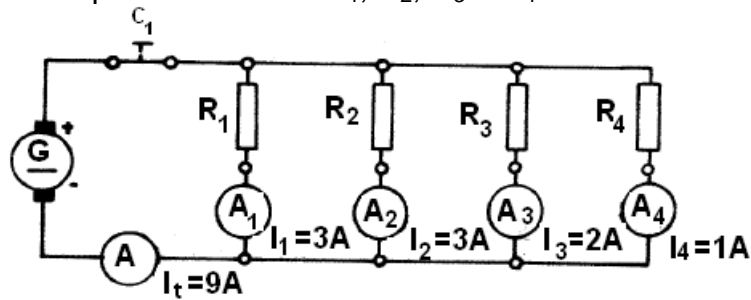 C₁
R₁ R₂ R₃ R₄
G + -
A₁ A₂ A₃ A₄
I₁=3A I₂=3A I₃=2A I₄=1A
A
Iₜ=9A